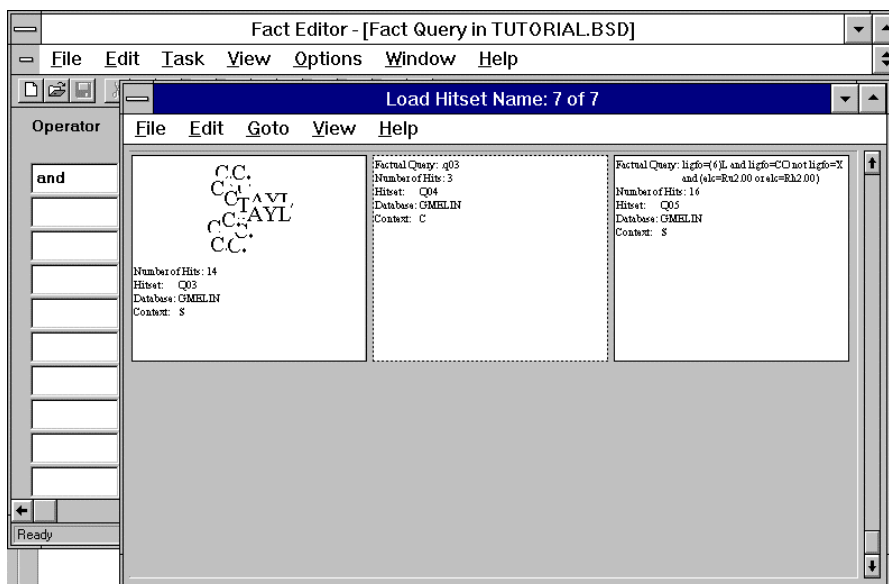 Fact Editor - [Fact Query in TUTORIAL.BSD]
File Edit Task View Options Window Help
Operator
and
Ready
Load Hitset Name: 7 of 7
File Edit Goto View Help
Number of Hits: 14
Hitset: Q03
Database: GMELIN
Context: S
Factual Query: .q03
Number of Hits: 3
Hitset: Q04
Database: GMELIN
Context: C
Factual Query: ligfo=(6)L and ligfo=CO not ligfo=X
and (elc=Ru2.00 or elc=Rh2.00)
Number of Hits: 16
Hitset: Q05
Database: GMELIN
Context: S